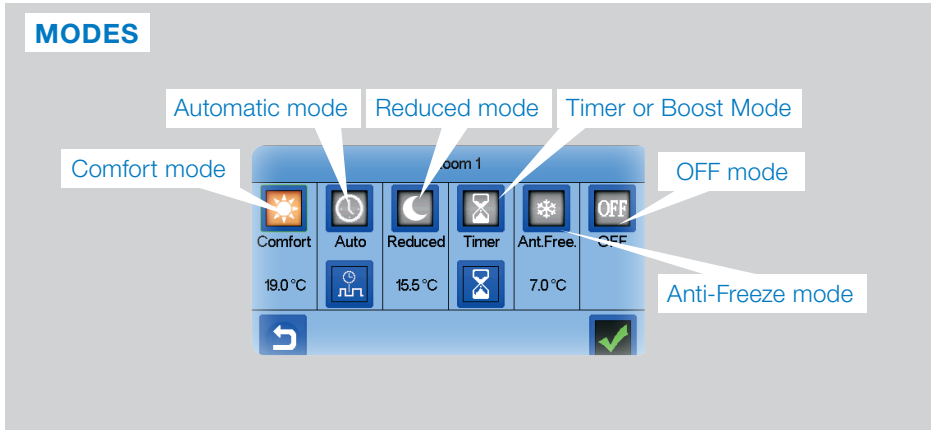 MODES
Automatic mode
Reduced mode
Timer or Boost Mode
Comfort mode
OFF mode
1
OFF
Comfort
Auto
Reduced
Timer
Ant.Free.
19.0 °C
15.5 °C
7.0 °C
Anti-Freeze mode